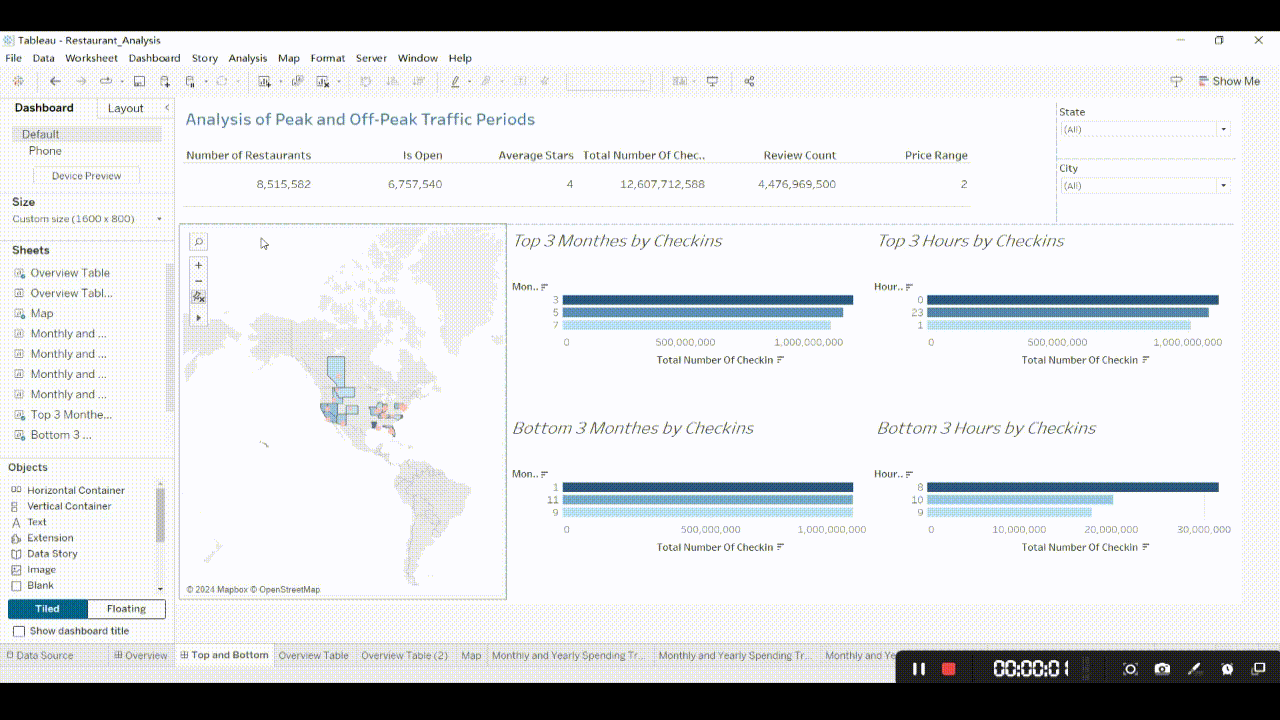 Tableau - Restaurant_Analysis
File Data Worksheet Dashboard Story Analysis Map Format Server Window Help
Show Me
Dashboard Layout
Default
Phone
Device Preview
Size
Custom size (1600 x 800)
Sheets
Overview Table
Overview Tabl...
Map
Monthly and ...
Monthly and ...
Monthly and ...
Monthly and ...
Top 3 Monthe...
Bottom 3 ...
Objects
Horizontal Container
Vertical Container
Text
Extension
Data Story
Image
Blank
Tiled Floating
Show dashboard title
Analysis of Peak and Off-Peak Traffic Periods
Number of Restaurants Is Open Average Stars Total Number Of Chec.. Review Count Price Range
8,515,582 6,757,540 4 12,607,712,588 4,476,969,500 2
State
(All)
City
(All)
© 2024 Mapbox © OpenStreetMap
Top 3 Monthes by Checkins
Mon..
3
5
7
0 500,000,000 1,000,000,000
Total Number Of CheckIn
Top 3 Hours by Checkins
Hour..
0
23
1
0 500,000,000 1,000,000,000
Total Number Of CheckIn
Bottom 3 Monthes by Checkins
Mon..
1
11
9
0 500,000,000 1,000,000,000
Total Number Of CheckIn
Bottom 3 Hours by Checkins
Hour..
8
10
9
0 10,000,000 20,000,000 30,000,000
Total Number Of CheckIn
Data Source Overview Top and Bottom Overview Table Overview Table (2) Map Monthly and Yearly Spending Tr... Monthly and Yearly Spending Tr... Monthly and Ye
00:00:01